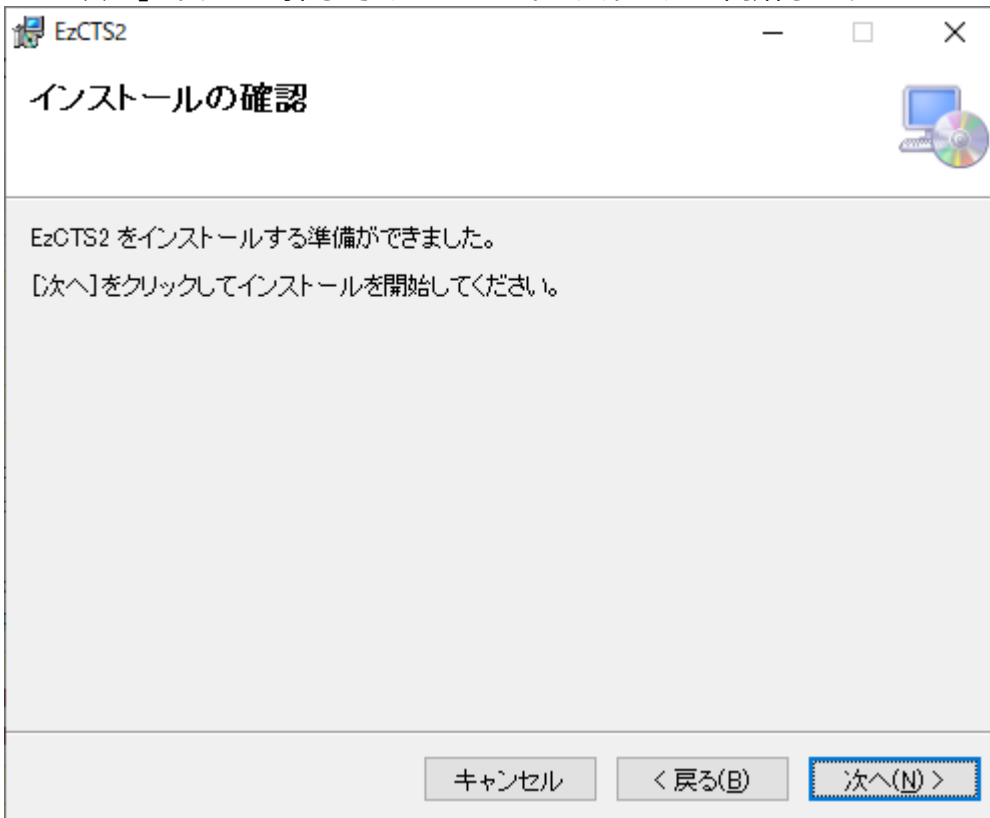 EzCTS2
インストールの確認
EzCTS2 をインストールする準備ができました。
[次へ]をクリックしてインストールを開始してください。
キャンセル
< 戻る(B)
次へ(N) >